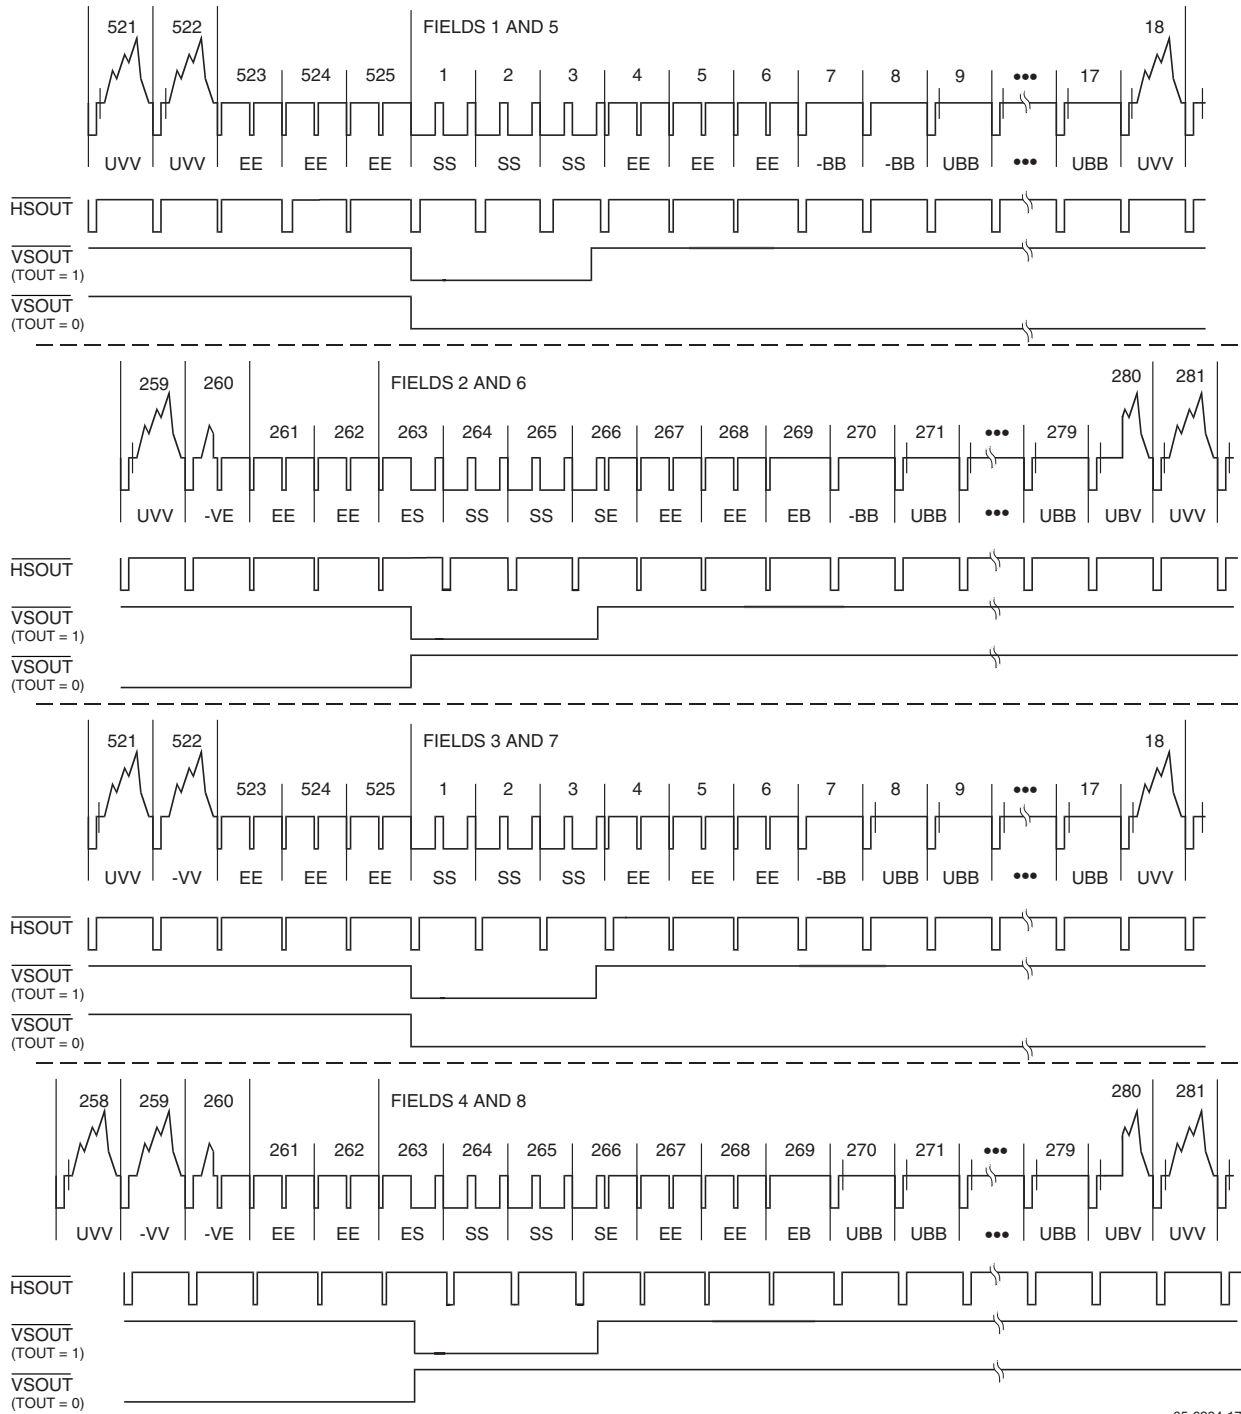 521 522 FIELDS 1 AND 5 18
523 524 525 1 2 3 4 5 6 7 8 9 ••• 17
UVV UVV EE EE EE SS SS SS EE EE EE -BB -BB UBB ••• UBB UVV
HSOUT
VSOUT
(TOUT = 1)
VSOUT
(TOUT = 0)
259 260 FIELDS 2 AND 6 280 281
261 262 263 264 265 266 267 268 269 270 271 ••• 279
UVV -VE EE EE ES SS SS SE EE EE EB -BB UBB ••• UBB UBV UVV
HSOUT
VSOUT
(TOUT = 1)
VSOUT
(TOUT = 0)
521 522 FIELDS 3 AND 7 18
523 524 525 1 2 3 4 5 6 7 8 9 ••• 17
UVV -VV EE EE EE SS SS SS EE EE EE -BB UBB UBB ••• UBB UVV
HSOUT
VSOUT
(TOUT = 1)
VSOUT
(TOUT = 0)
258 259 260 FIELDS 4 AND 8 280 281
261 262 263 264 265 266 267 268 269 270 271 ••• 279
UVV -VV -VE EE EE ES SS SS SE EE EE EB UBB UBB ••• UBB UBV UVV
HSOUT
VSOUT
(TOUT = 1)
VSOUT
(TOUT = 0)